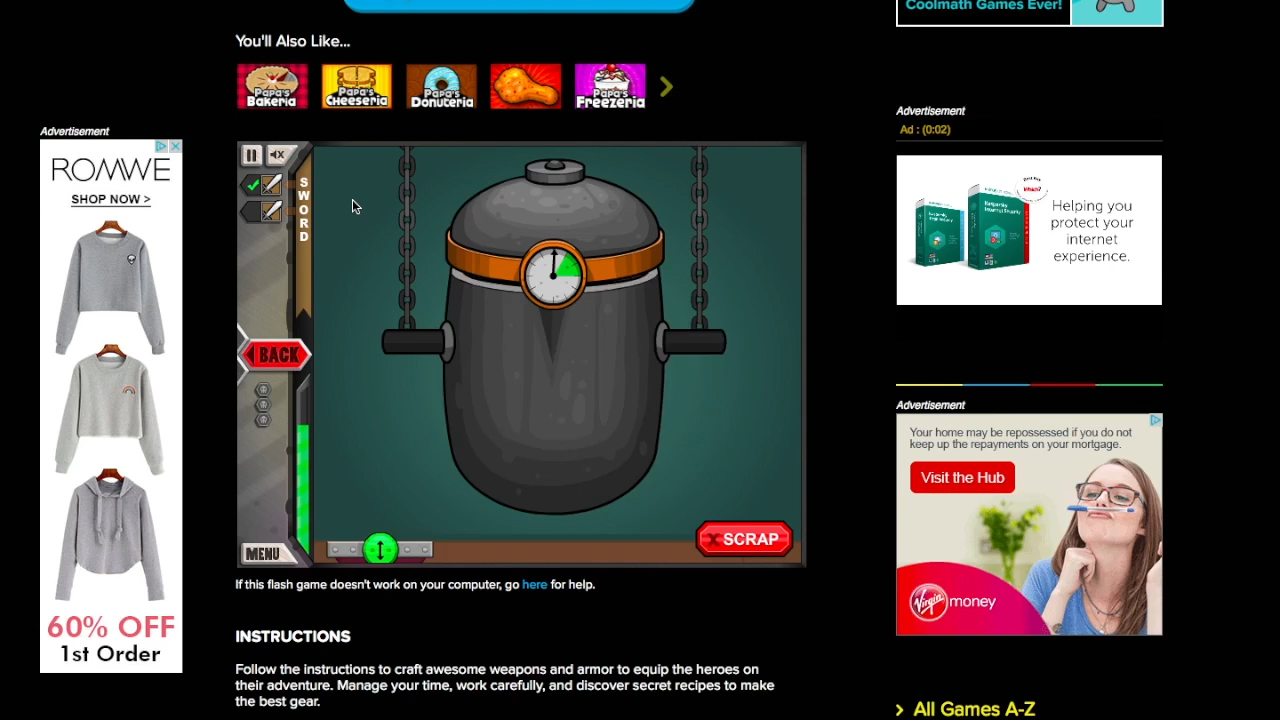 Coolmath Games Ever!
You'll Also Like...
Papa's
Bakeria
Papa's
Cheeseria
Papa's
Donuteria
Papa's
Freezeria
Advertisement
ROMWE
SHOP NOW >
60% OFF
1st Order
SWORD
BACK
MENU
SCRAP
If this flash game doesn't work on your computer, go here for help.
INSTRUCTIONS
Follow the instructions to craft awesome weapons and armor to equip the heroes on
their adventure. Manage your time, work carefully, and discover secret recipes to make
the best gear.
Advertisement
Ad : (0:02)
Helping you
protect your
internet
experience.
Advertisement
Your home may be repossessed if you do not
keep up the repayments on your mortgage.
Visit the Hub
Virgin money
All Games A-Z